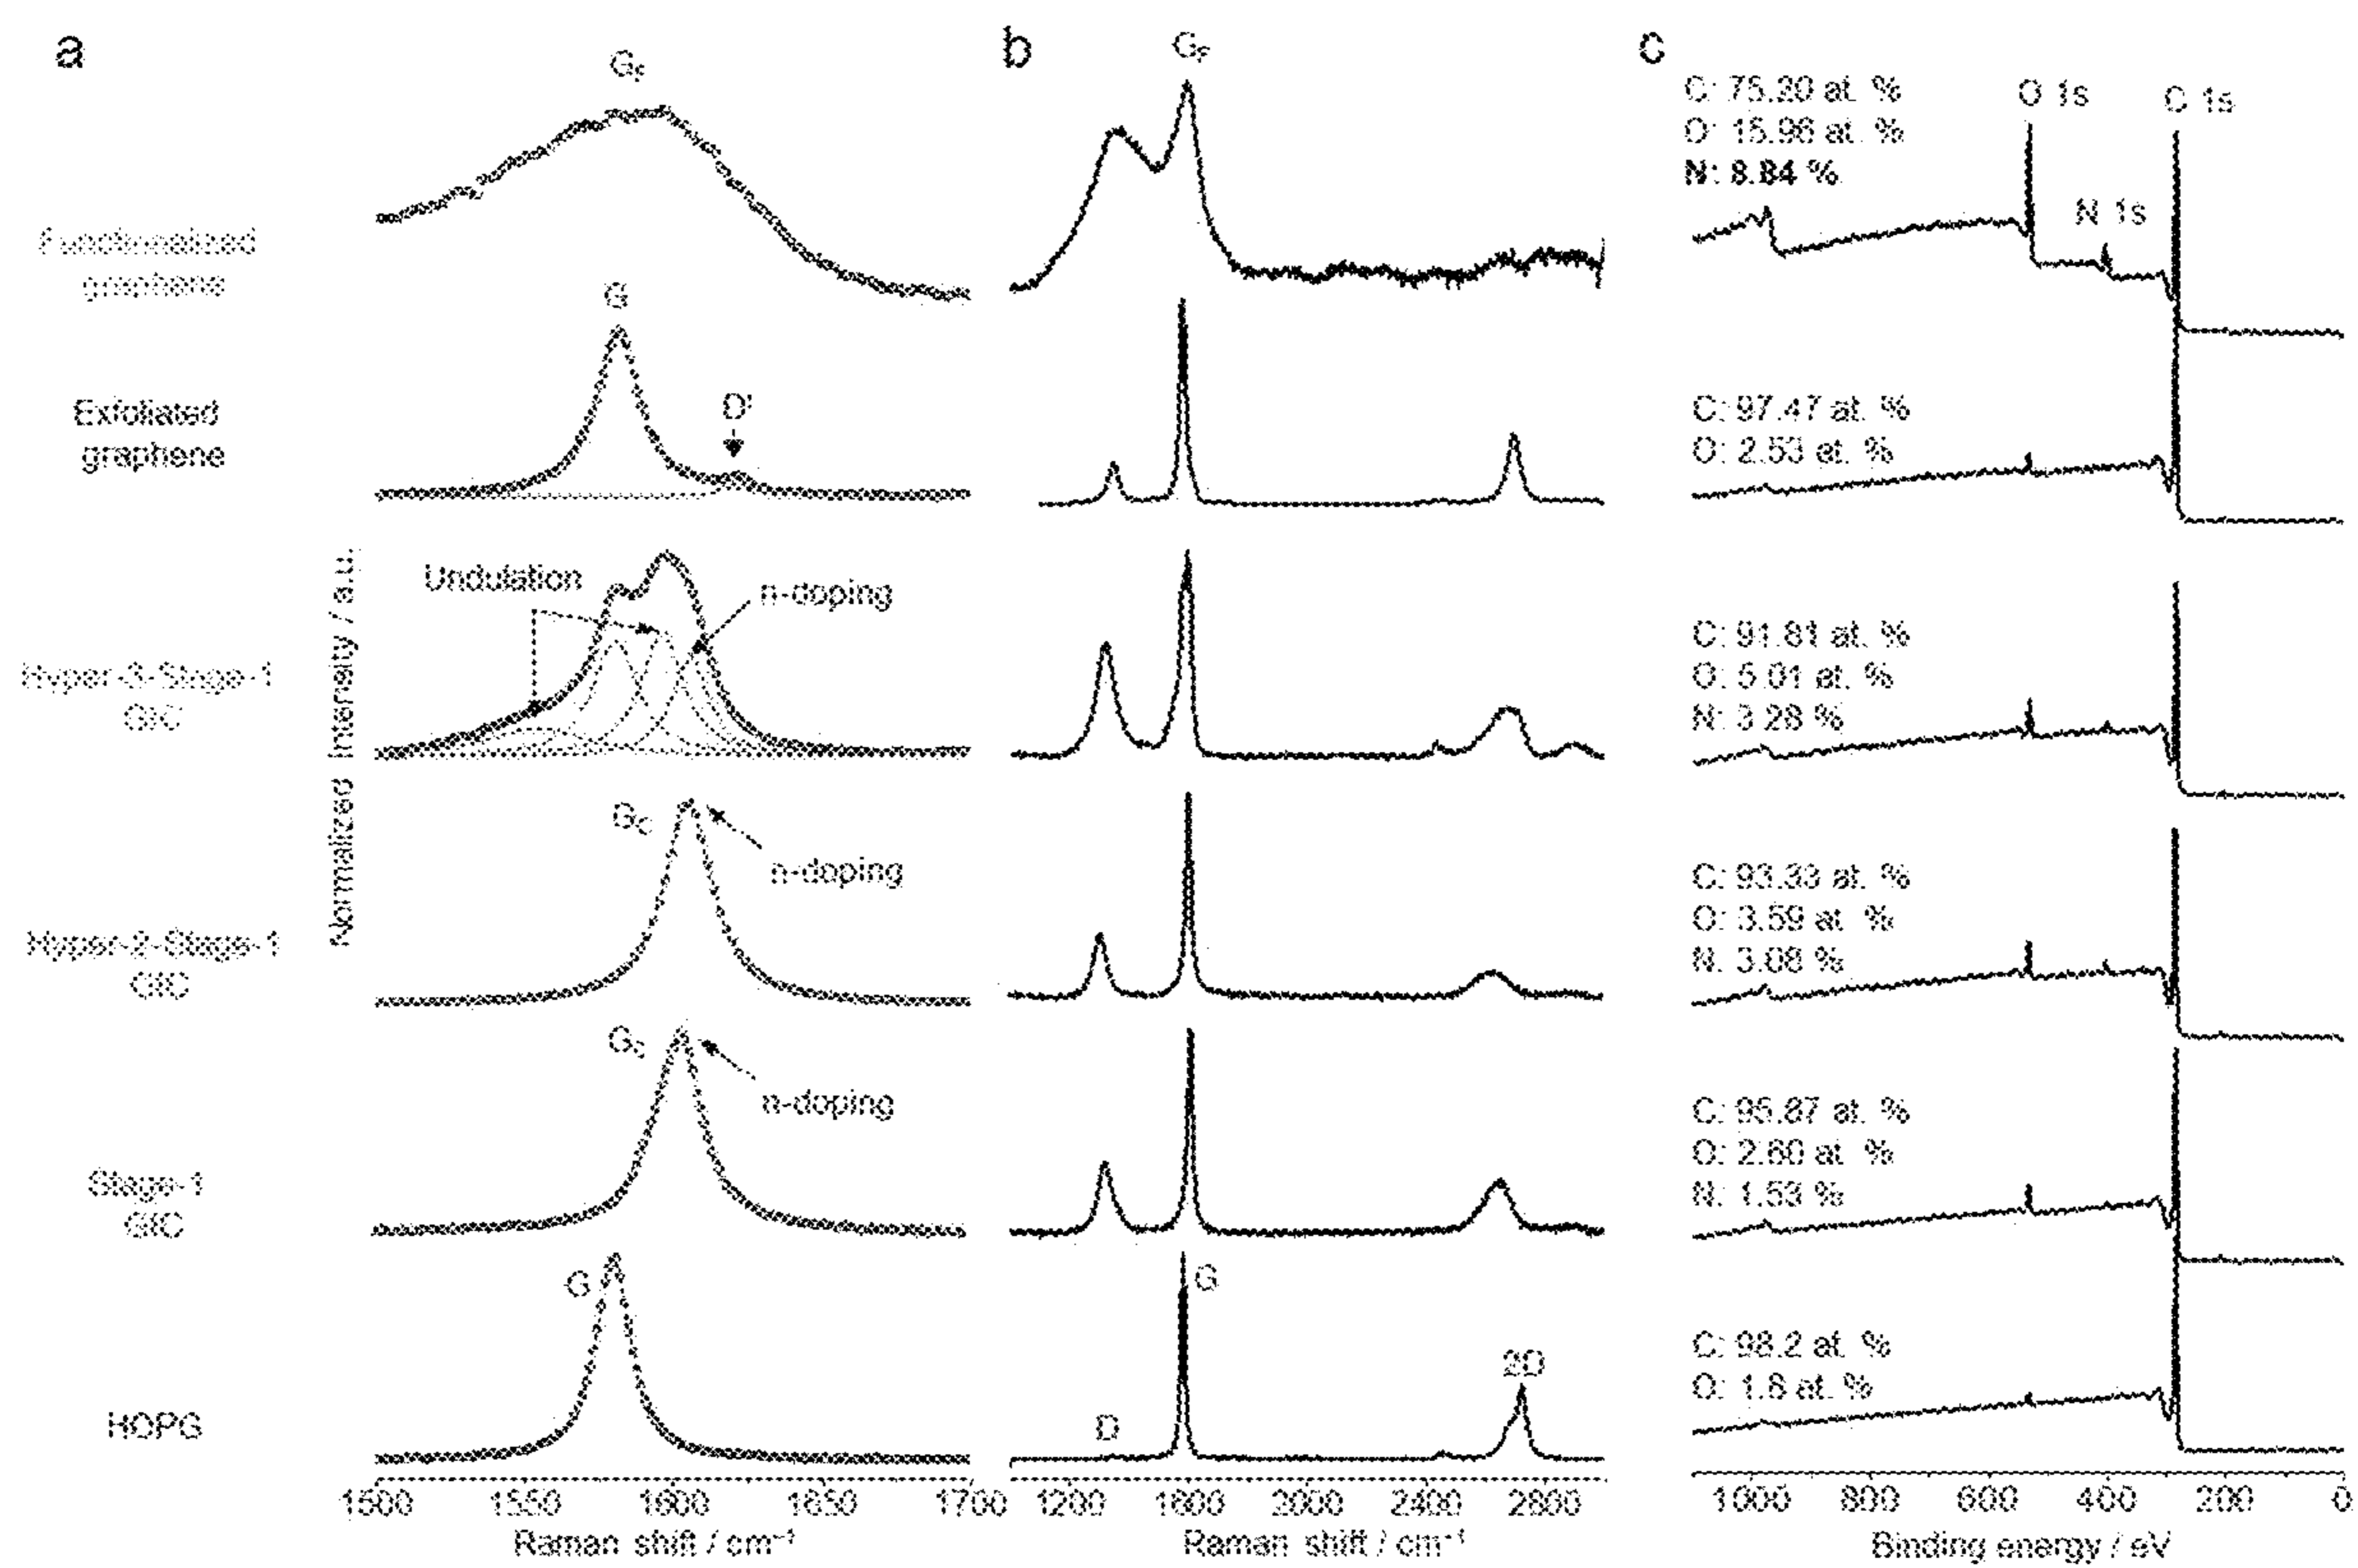 a
G_F
Functionalized
graphene
G
D'
Exfoliated
graphene
Undulation
n-doping
Hyper-3-Stage-1
GIC
G_C
n-doping
Hyper-2-Stage-1
GIC
n-doping
Stage-1
GIC
G
HOPG
Normalized Intensity / a.u.
1500 1550 1600 1650 1700
Raman shift / cm⁻¹
b
G_F
G
2D
D
1200 1600 2000 2400 2800
Raman shift / cm⁻¹
c
C: 75.20 at. %
O: 15.96 at. %
N: 8.84 %
O 1s
C 1s
N 1s
C: 97.47 at. %
O: 2.53 at. %
C: 91.81 at. %
O: 5.01 at. %
N: 3.28 %
C: 93.33 at. %
O: 3.59 at %
N: 3.08 %
C: 95.87 at. %
O: 2.60 at %
N: 1.53 %
C: 98.2 at. %
O: 1.8 at. %
1000 800 600 400 200 0
Binding energy / eV